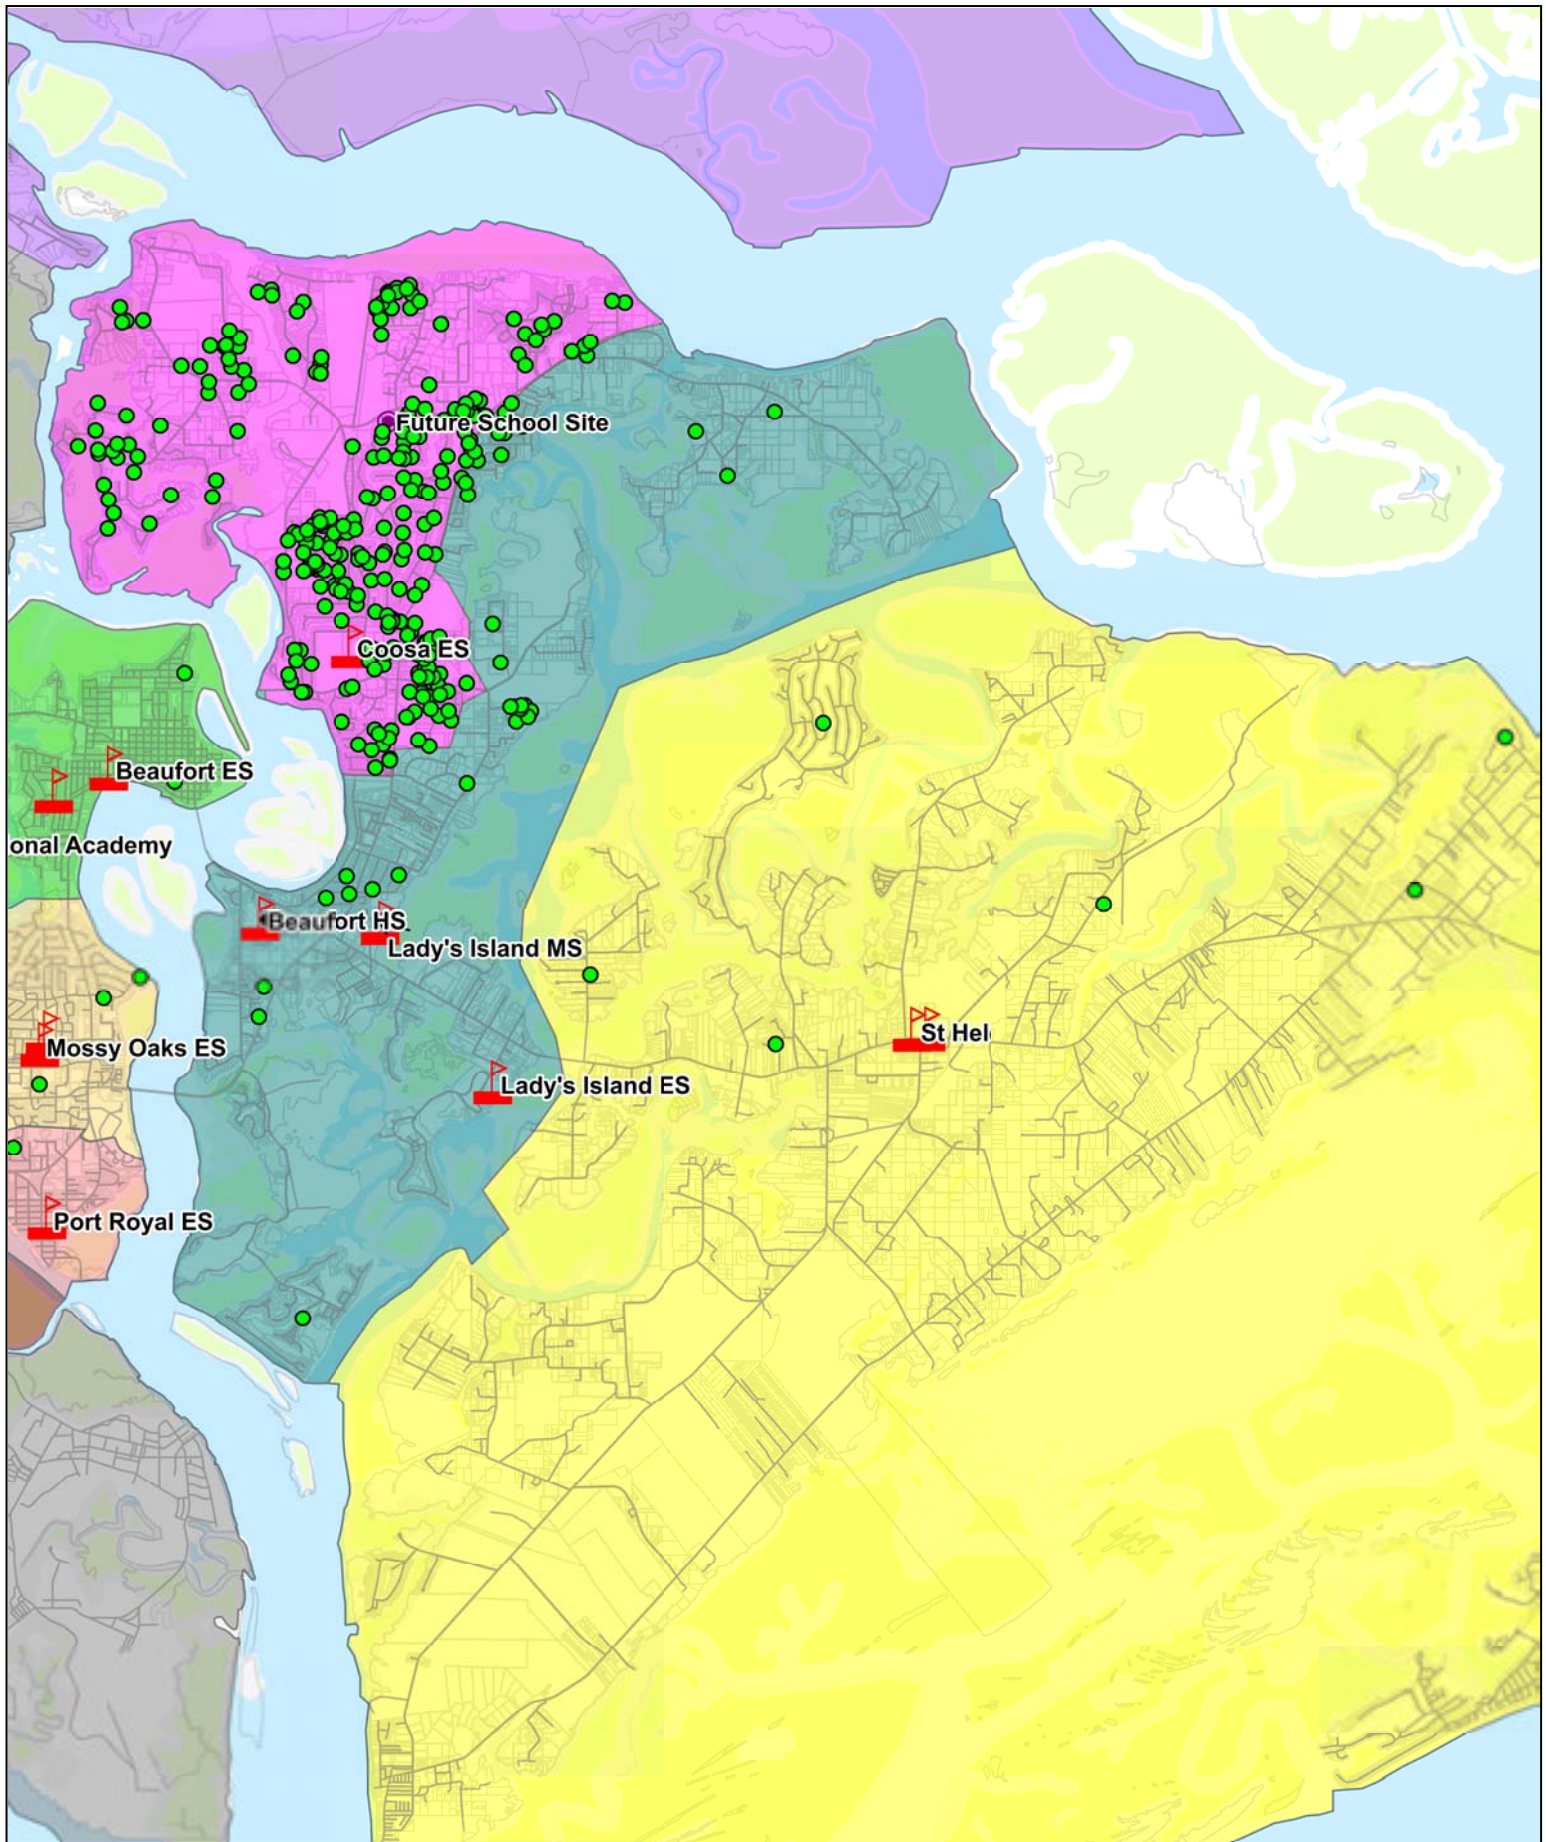 Future School Site
Coosa ES
Beaufort ES
onal Academy
Beaufort HS
Lady's Island MS
St Hel
Mossy Oaks ES
Lady's Island ES
Port Royal ES